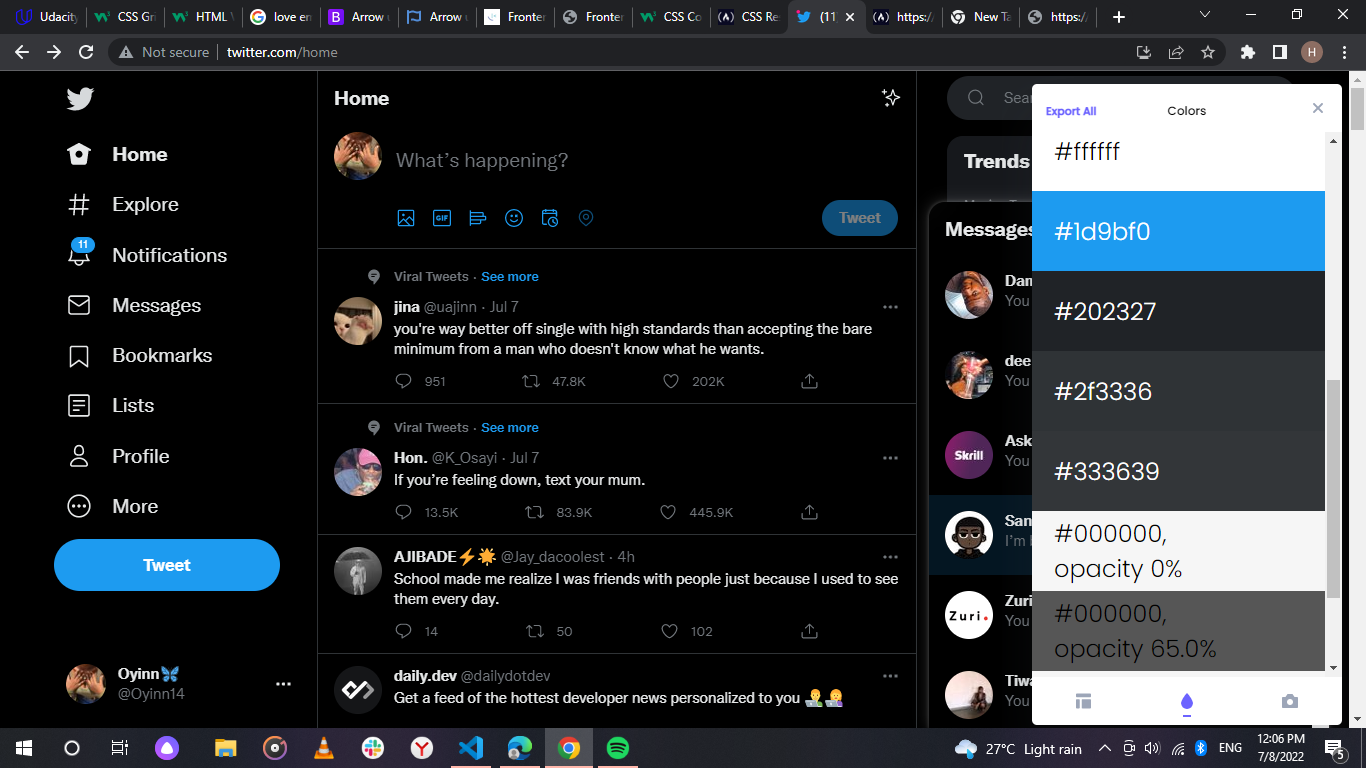 Udacity
CSS Gr
HTML
love en
Arrow
Arrow
Fronter
Fronter
CSS Co
CSS Re
(11)
https:/
New Ta
https:/
Not secure
twitter.com/home
H
Home
Explore
11
Notifications
Messages
Bookmarks
Lists
Profile
More
Tweet
Oyinn🦋
@Oyinn14
Home
What's happening?
GIF
Tweet
Viral Tweets · See more
jina @uajinn · Jul 7
you're way better off single with high standards than accepting the bare
minimum from a man who doesn't know what he wants.
951 47.8K 202K
Viral Tweets · See more
Hon. @K_Osayi · Jul 7
If you’re feeling down, text your mum.
13.5K 83.9K 445.9K
AJIBADE⚡🌟 @Jay_dacoolest · 4h
School made me realize I was friends with people just because I used to see
them every day.
14 50 102
daily.dev @dailydotdev
Get a feed of the hottest developer news personalized to you 👨‍💻👩‍💻
Sear
Trends
Messages
Dam
You
dee
You
Skrill
Ask
You
San
I’m
Zuri.
Zuri
You
Tiwa
You
Export All
Colors
#ffffff
#1d9bf0
#202327
#2f3336
#333639
#000000,
opacity 0%
#000000,
opacity 65.0%
27°C Light rain
ENG
12:06 PM
7/8/2022
5